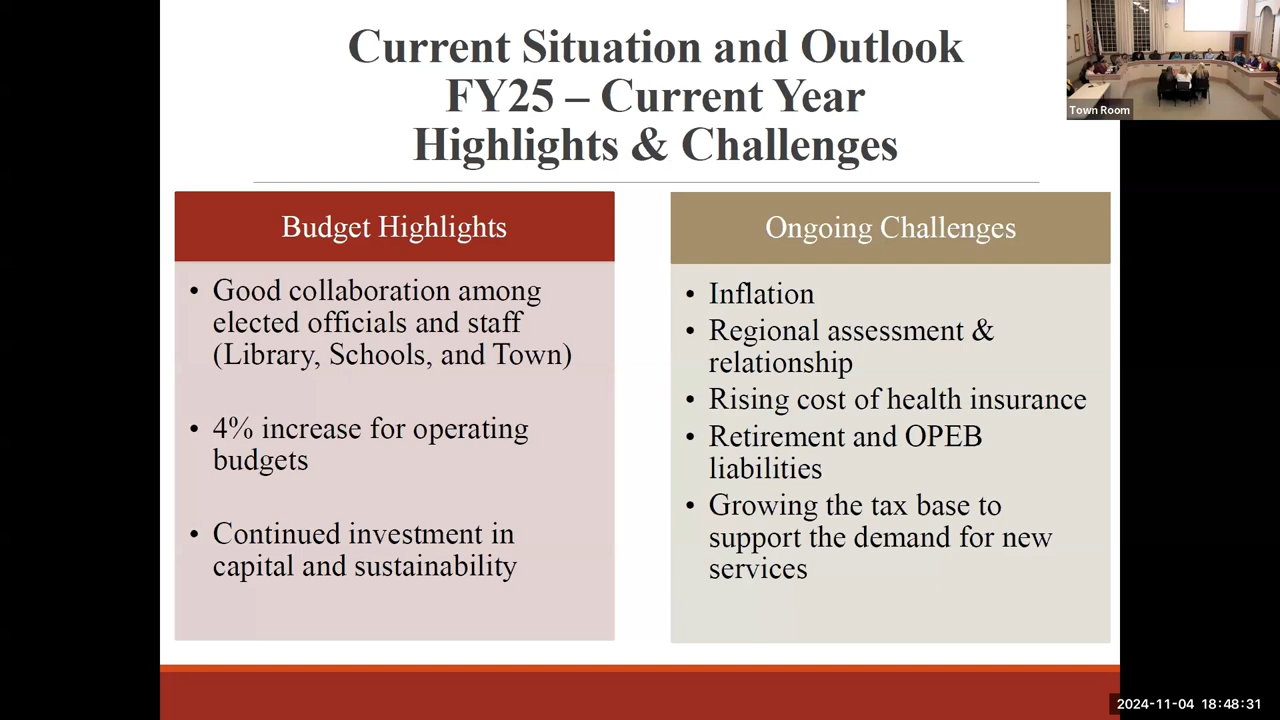 Current Situation and Outlook
FY25 – Current Year
Highlights & Challenges
Town Room
Budget Highlights
• Good collaboration among
elected officials and staff
(Library, Schools, and Town)
• 4% increase for operating
budgets
• Continued investment in
capital and sustainability
Ongoing Challenges
• Inflation
• Regional assessment &
relationship
• Rising cost of health insurance
• Retirement and OPEB
liabilities
• Growing the tax base to
support the demand for new
services
2024-11-04 18:48:31